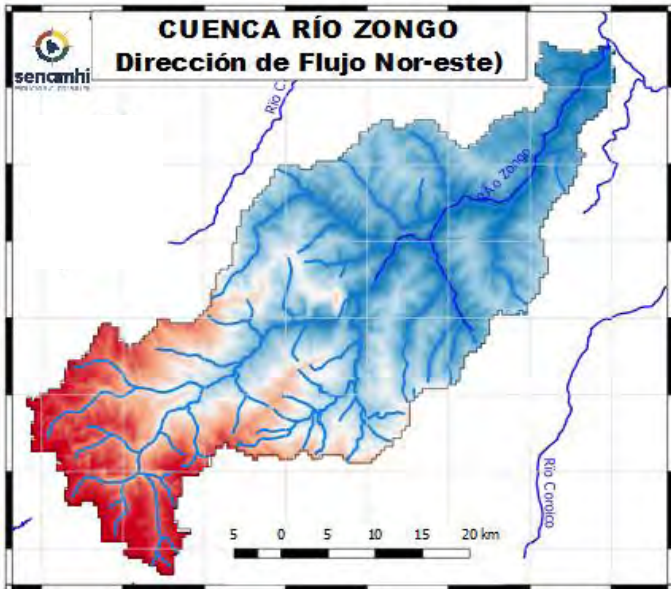 CUENCA RÍO ZONGO
Dirección de Flujo Nor-este)
senamhi
Río C
Río Zongo
Río Coroico
5 0 5 10 15 20 km